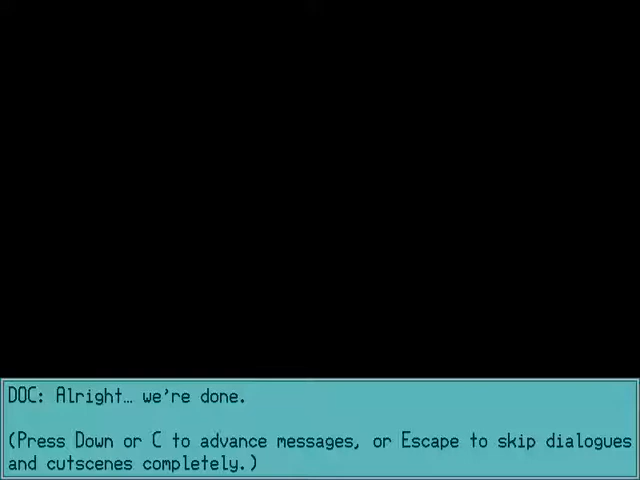 DOC: Alright… we're done.
(Press Down or C to advance messages, or Escape to skip dialogues
and cutscenes completely.)